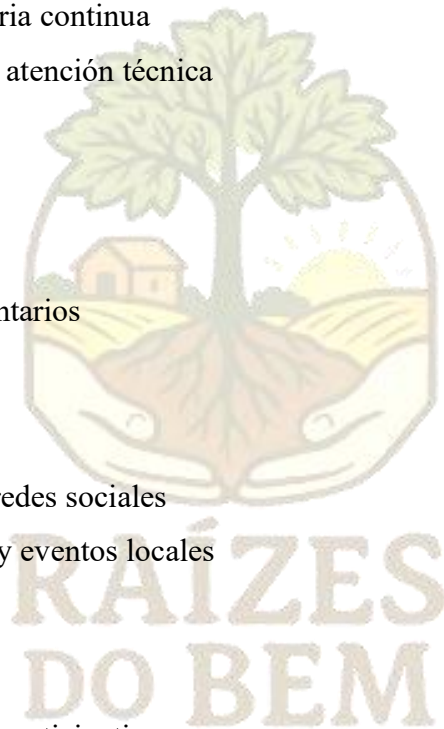 ria continua
atención técnica
ntarios
redes sociales
y eventos locales
RAÍZES
DO BEM